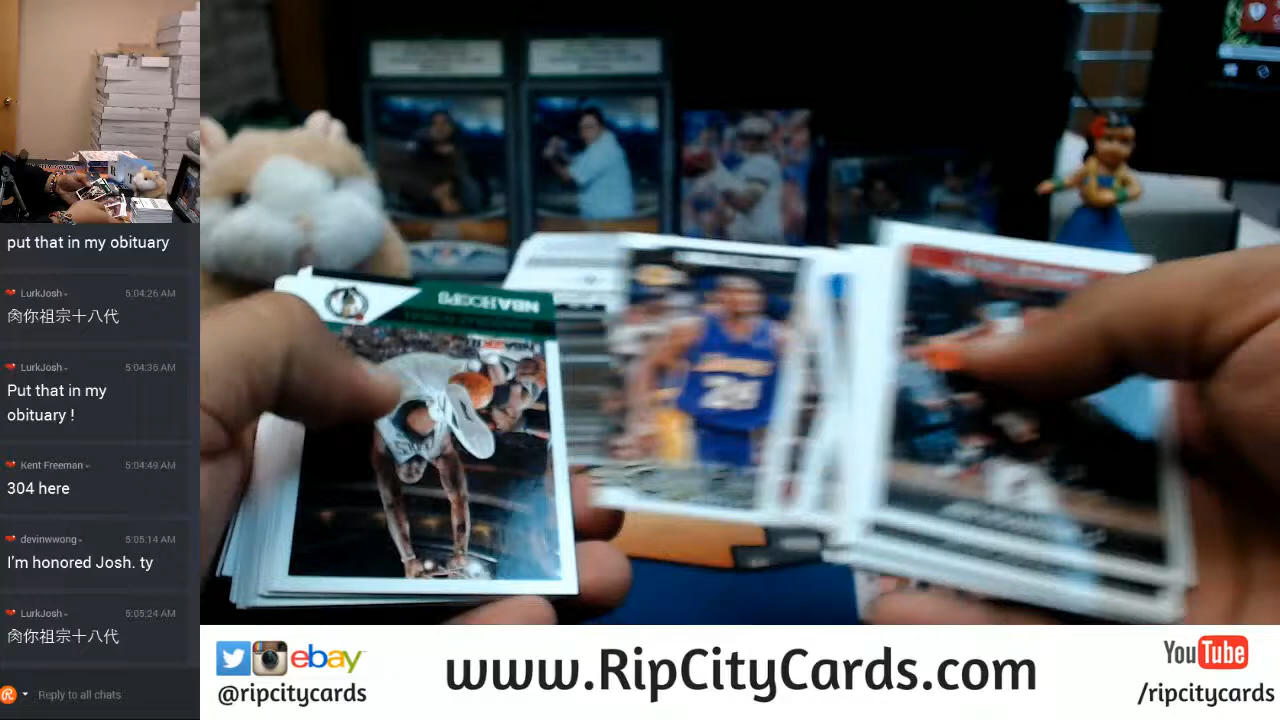 put that in my obituary
LurkJosh
5:04:26 AM
肏你祖宗十八代
LurkJosh
5:04:36 AM
Put that in my
obituary !
Kent Freeman
5:04:49 AM
304 here
devinwwong
5:05:14 AM
I'm honored Josh. ty
LurkJosh
5:05:24 AM
肏你祖宗十八代
Reply to all chats
NBA HOOPS
24
ebay
@ripcitycards
www.RipCityCards.com
YouTube
/ripcitycards